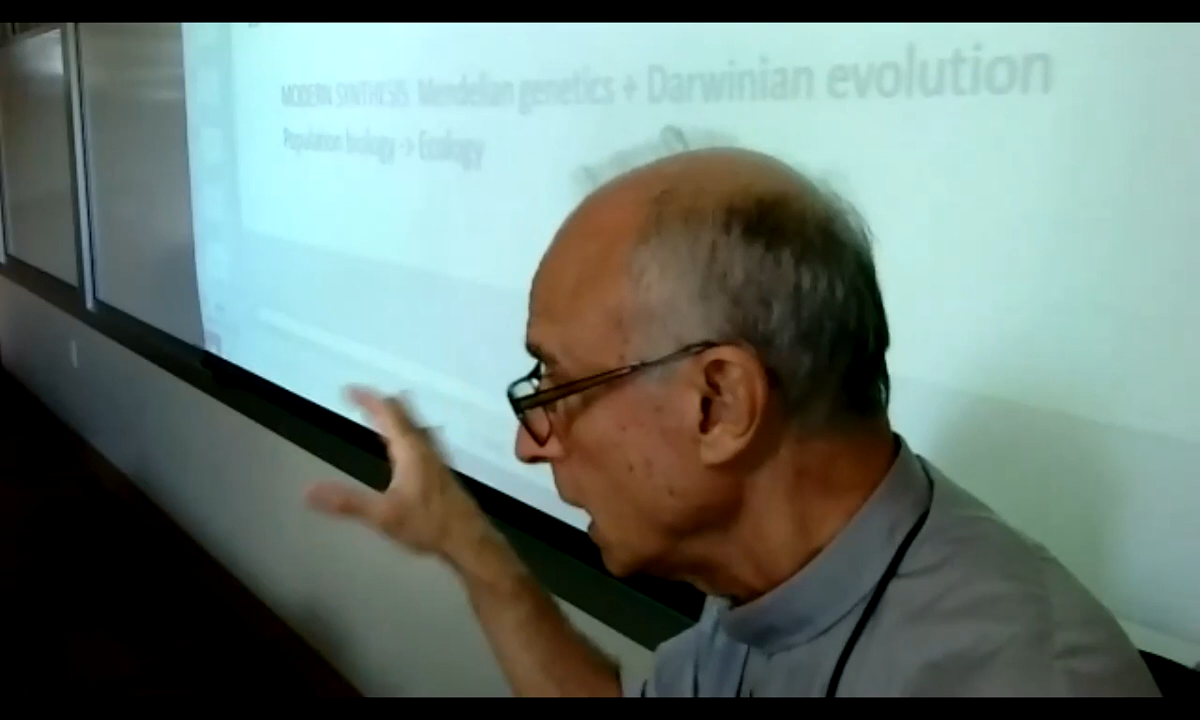 MODERN SYNTHESIS: Mendelian genetics + Darwinian evolution
Population biology → Ecology